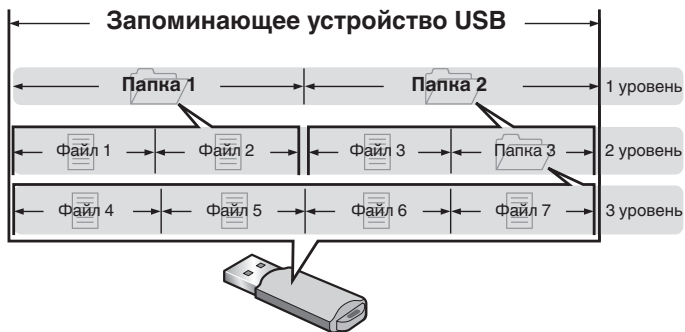 Запоминающее устройство USB
Папка 1 Папка 2 1 уровень
Файл 1 Файл 2 Файл 3 Папка 3 2 уровень
Файл 4 Файл 5 Файл 6 Файл 7 3 уровень